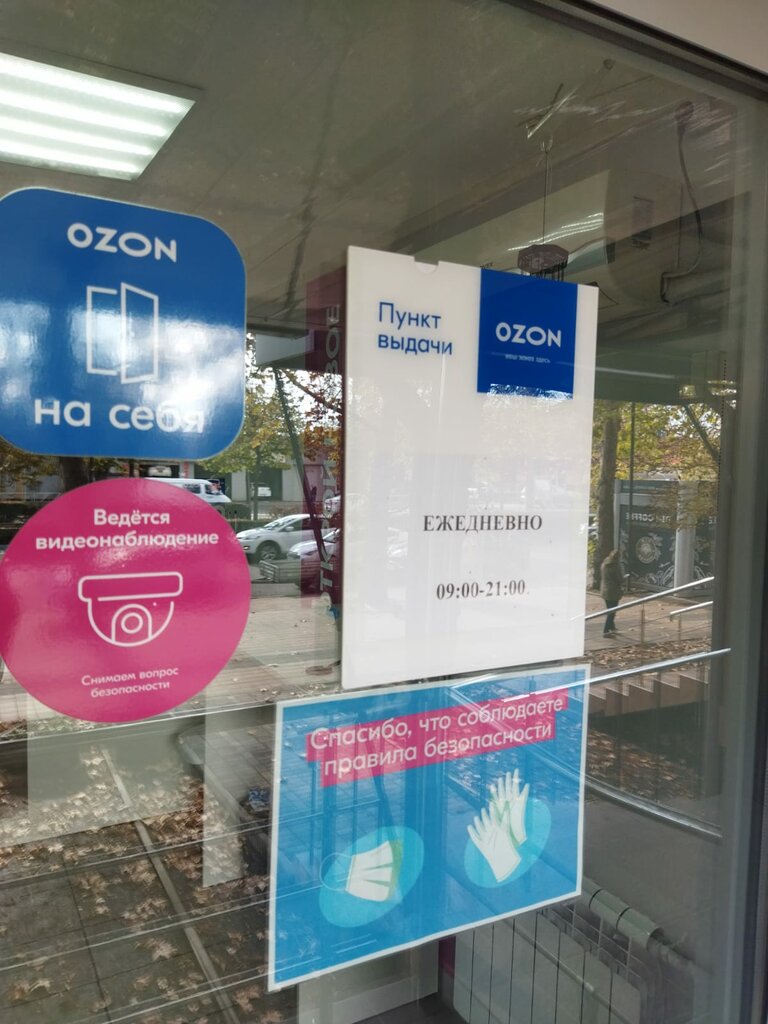 OZON
на себя
Ведётся
видеонаблюдение
Снимаем вопрос
безопасности
Пункт
выдачи
OZON
ЕЖЕДНЕВНО
09:00-21:00
Спасибо, что соблюдаете
правила безопасности
COFFEE